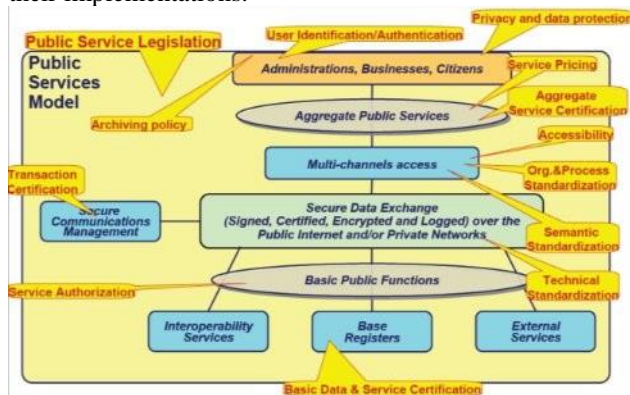 their implementations.
Privacy and data protection
User Identification/Authentication
Public Service Legislation
Public
Services
Model
Administrations, Businesses, Citizens
Service Pricing
Archiving policy
Aggregate Public Services
Aggregate
Service Certification
Accessibility
Multi-channels access
Org.&Process
Standardization
Transaction
Certification
Secure
Communications
Management
Secure Data Exchange
(Signed, Certified, Encrypted and Logged) over the
Public Internet and/or Private Networks
Semantic
Standardization
Service Authorization
Basic Public Functions
Technical
Standardization
Interoperability
Services
Base
Registers
External
Services
Basic Data & Service Certification